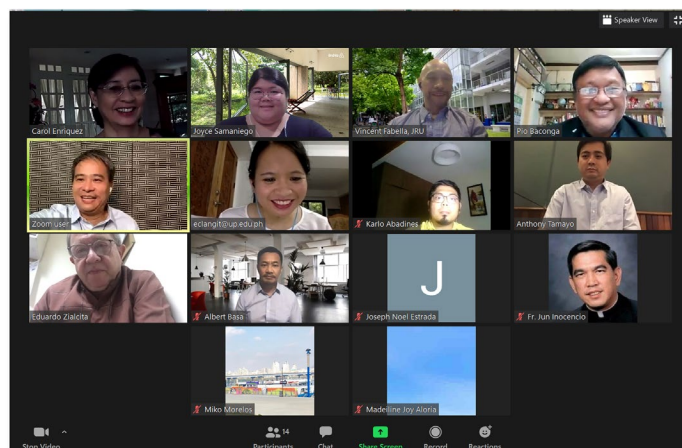 Speaker View
Carol Enriquez
Joyce Samaniego
Vincent Fabella, JRU
Pio Baconga
Zoom user
eclangit@up.edu.ph
Karlo Abadines
Anthony Tamayo
Eduardo Zialcita
Albert Basa
J
Joseph Noel Estrada
Fr. Jun Inocencio
Miko Morelos
Madeiline Joy Aloria
14
Stop Video
Participants
Chat
Share Screen
Record
Reactions